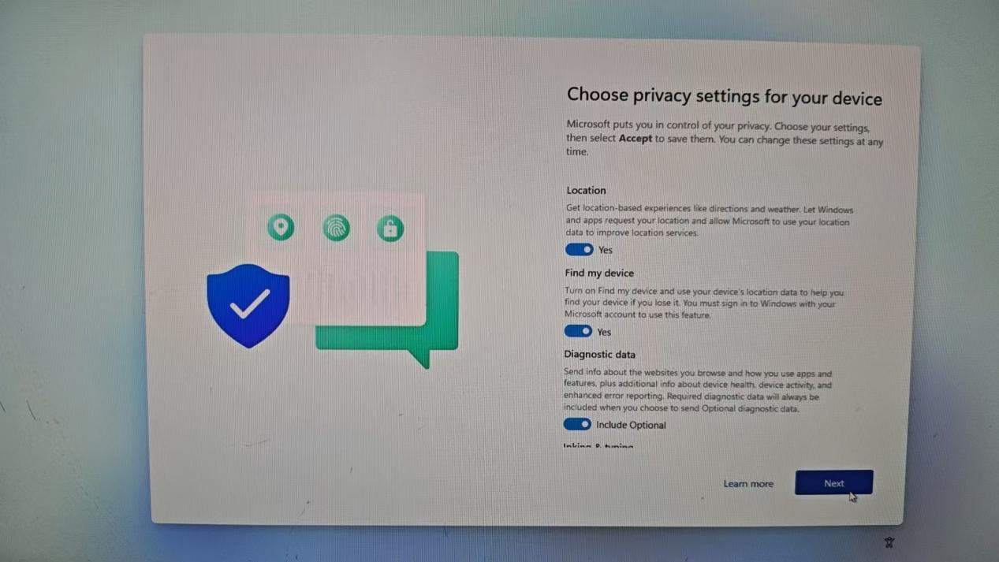 Choose privacy settings for your device
Microsoft puts you in control of your privacy. Choose your settings,
then select Accept to save them. You can change these settings at any
time.
Location
Get location-based experiences like directions and weather. Let Windows
and apps request your location and allow Microsoft to use your location
data to improve location services.
Yes
Find my device
Turn on Find my device and use your device's location data to help you
find your device if you lose it. You must sign in to Windows with your
Microsoft account to use this feature.
Yes
Diagnostic data
Send info about the websites you browse and how you use apps and
features, plus additional info about device health, device activity, and
enhanced error reporting. Required diagnostic data will always be
included when you choose to send Optional diagnostic data.
Include Optional
Inking & typing
Learn more
Next